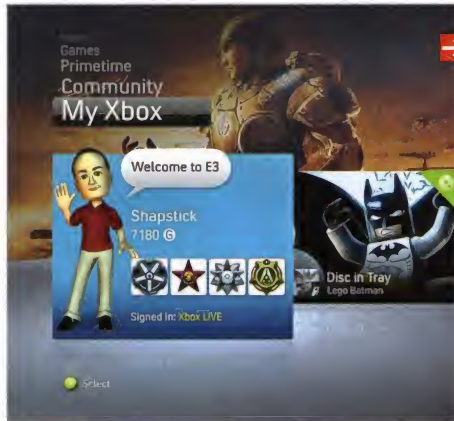 Games
Primetime
Community
My Xbox
Welcome to E3
Shapstick
7180 G
Signed in: Xbox LIVE
Disc in Tray
Lego Batman
Select